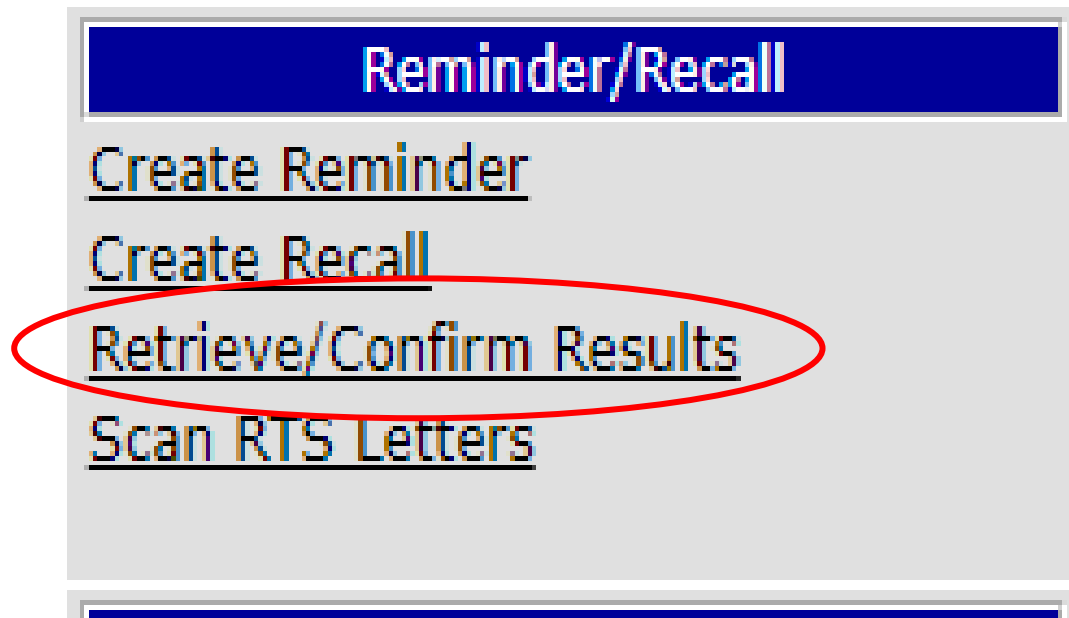 Reminder/Recall
Create Reminder
Create Recall
Retrieve/Confirm Results
Scan RTS Letters